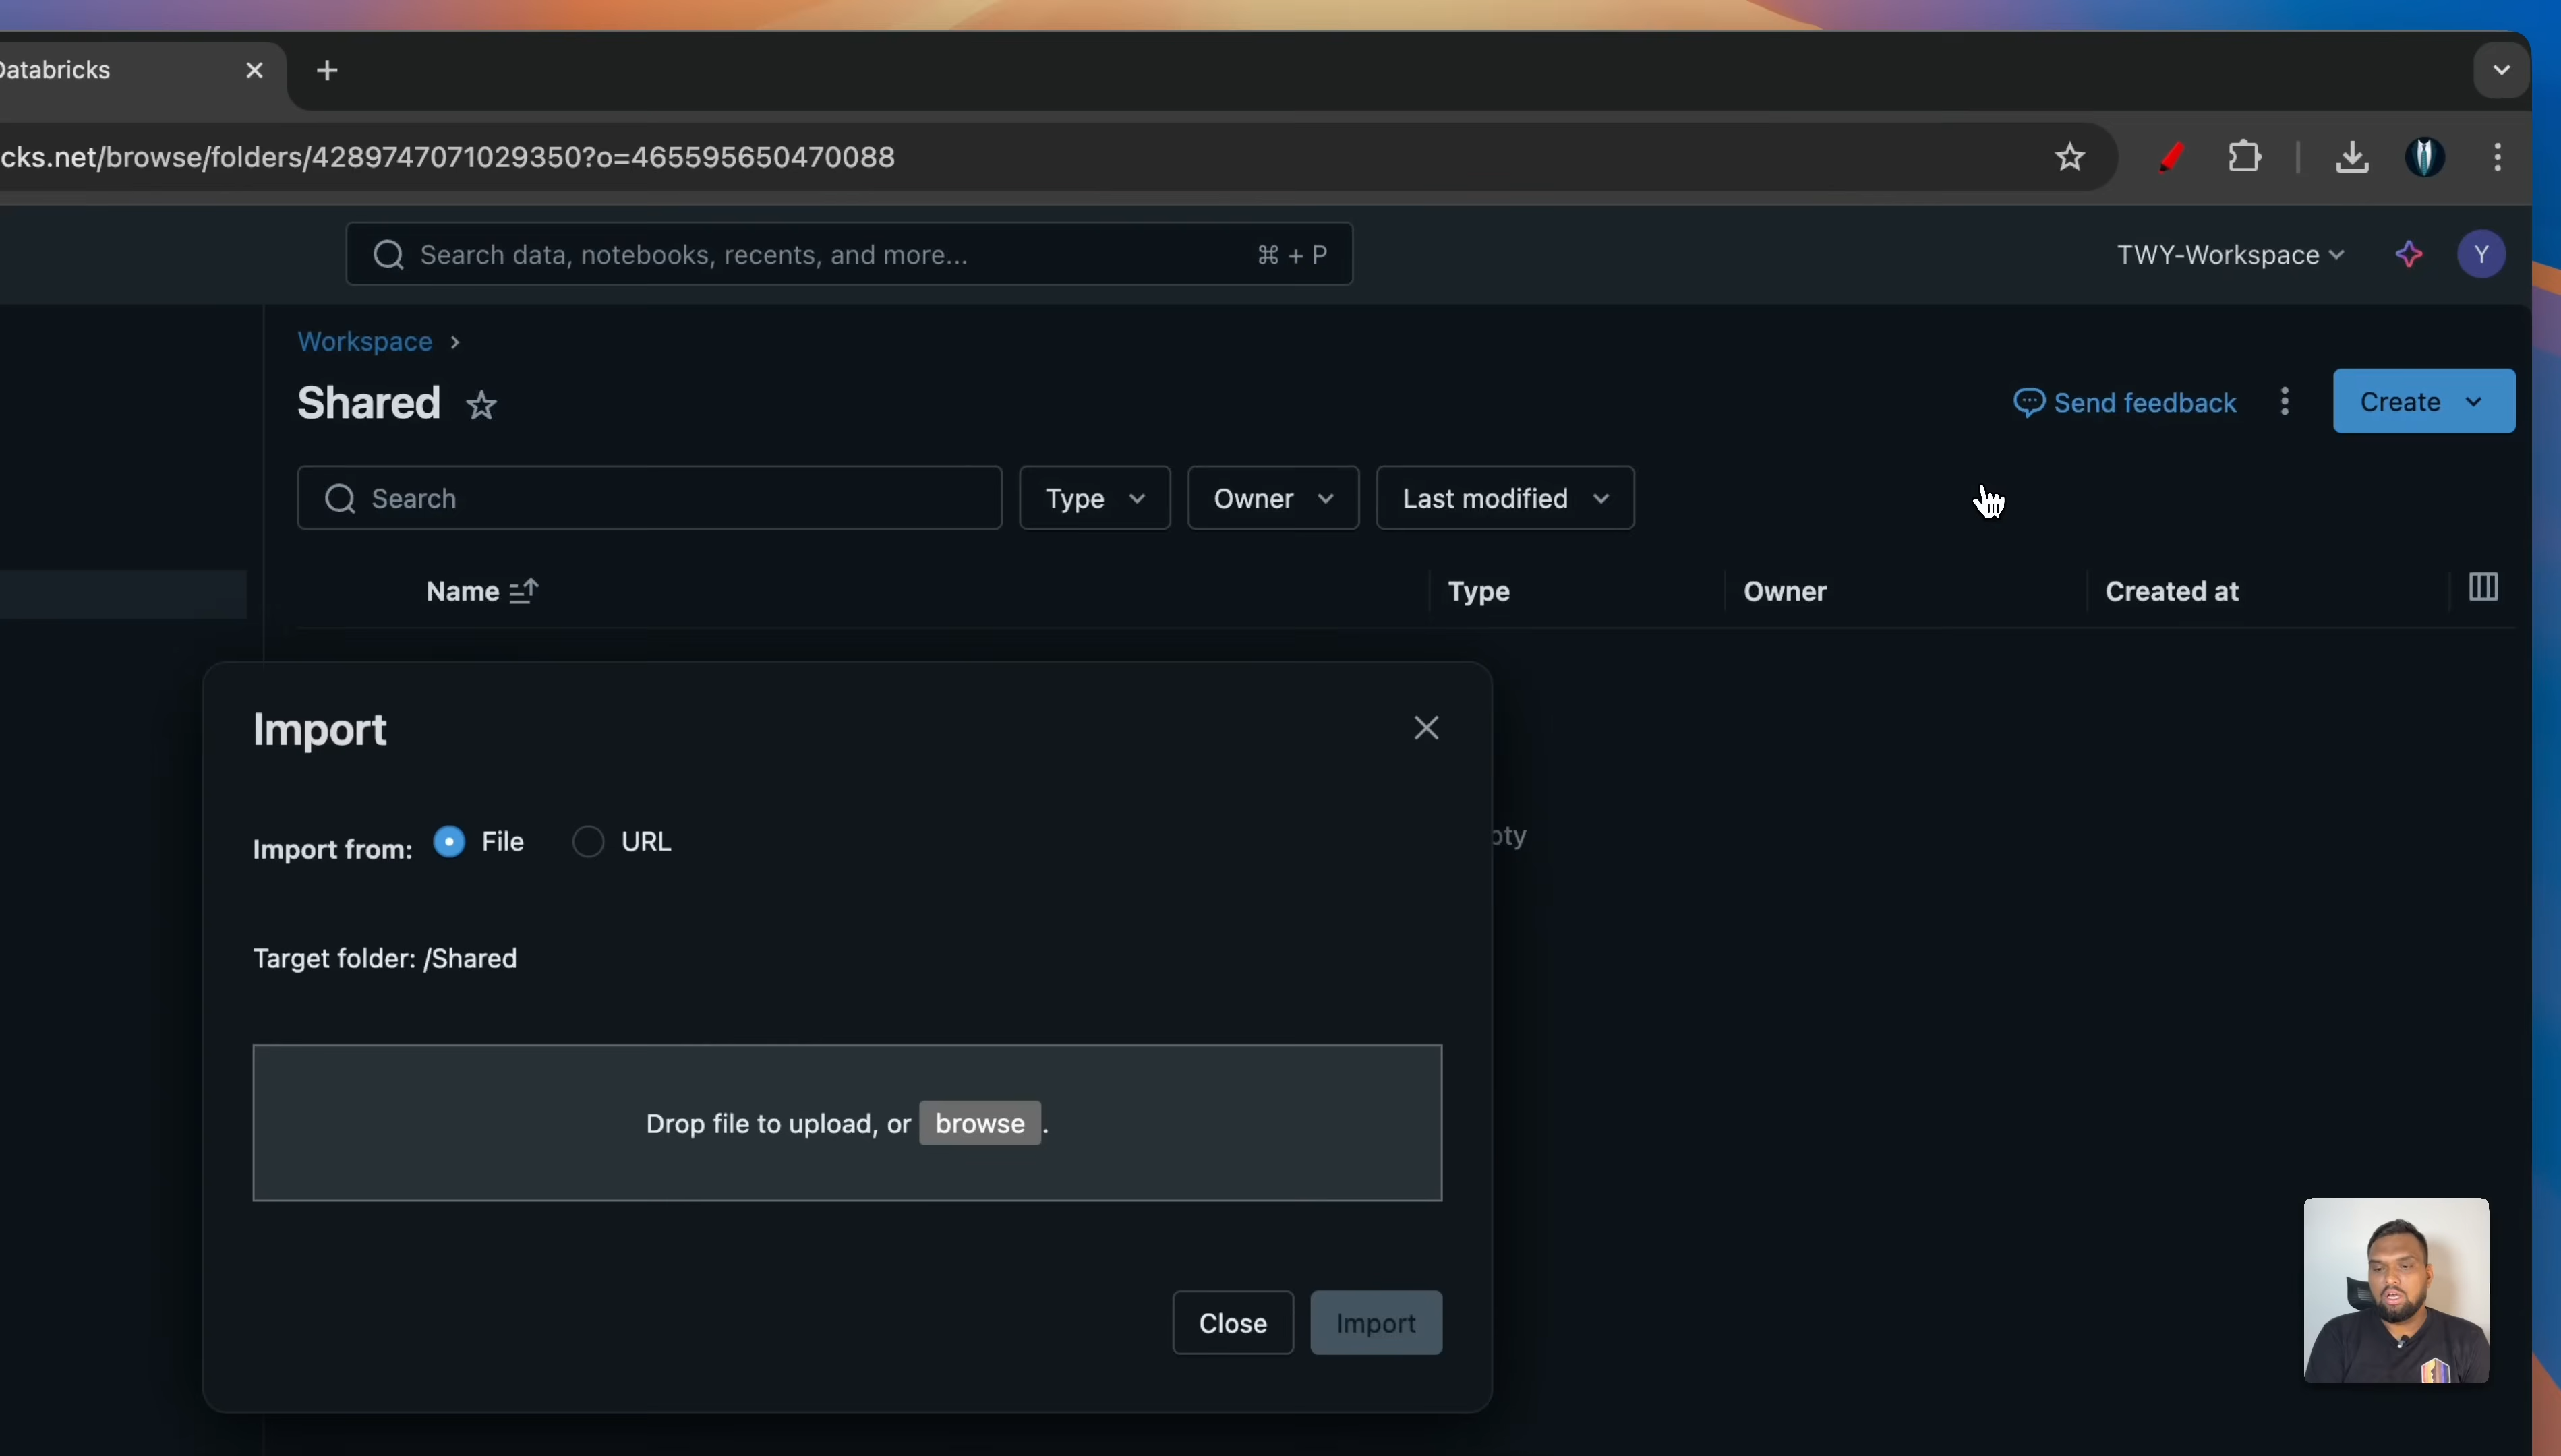 Databricks
cks.net/browse/folders/4289747071029350?o=465595650470088
Search data, notebooks, recents, and more... ⌘ + P
TWY-Workspace
Y
Workspace ›
Shared
Send feedback
Create
Search
Type
Owner
Last modified
Name
Type
Owner
Created at
Import
Import from: File URL
pty
Target folder: /Shared
Drop file to upload, or browse .
Close
Import